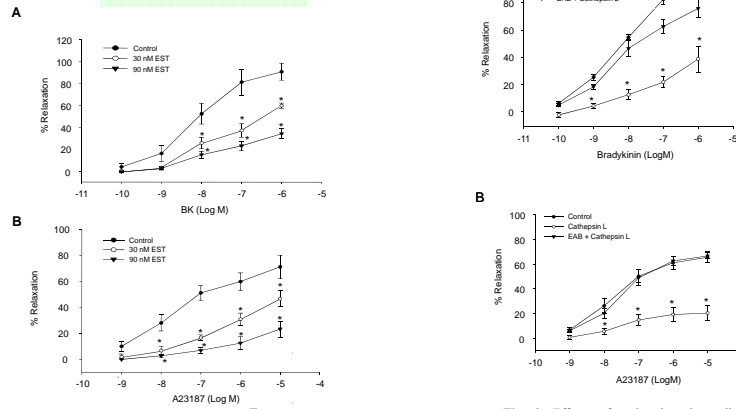 A
120
100
80
60
40
20
0
% Relaxation
Control
30 nM EST
90 nM EST
* * *
* * *
-11 -10 -9 -8 -7 -6 -5
BK (Log M)
B
100
80
60
40
20
0
% Relaxation
Control
30 nM EST
90 nM EST
* * * * *
* * * * *
-10 -9 -8 -7 -6 -5 -4
A23187 (Log M)
EAB + Cathepsin L
80
60
40
20
0
% Relaxation
* * * *
-11 -10 -9 -8 -7 -6 -5
Bradykinin (LogM)
B
100
80
60
40
20
0
% Relaxation
Control
Cathepsin L
EAB + Cathepsin L
* * * *
-10 -9 -8 -7 -6 -5
A23187 (LogM)